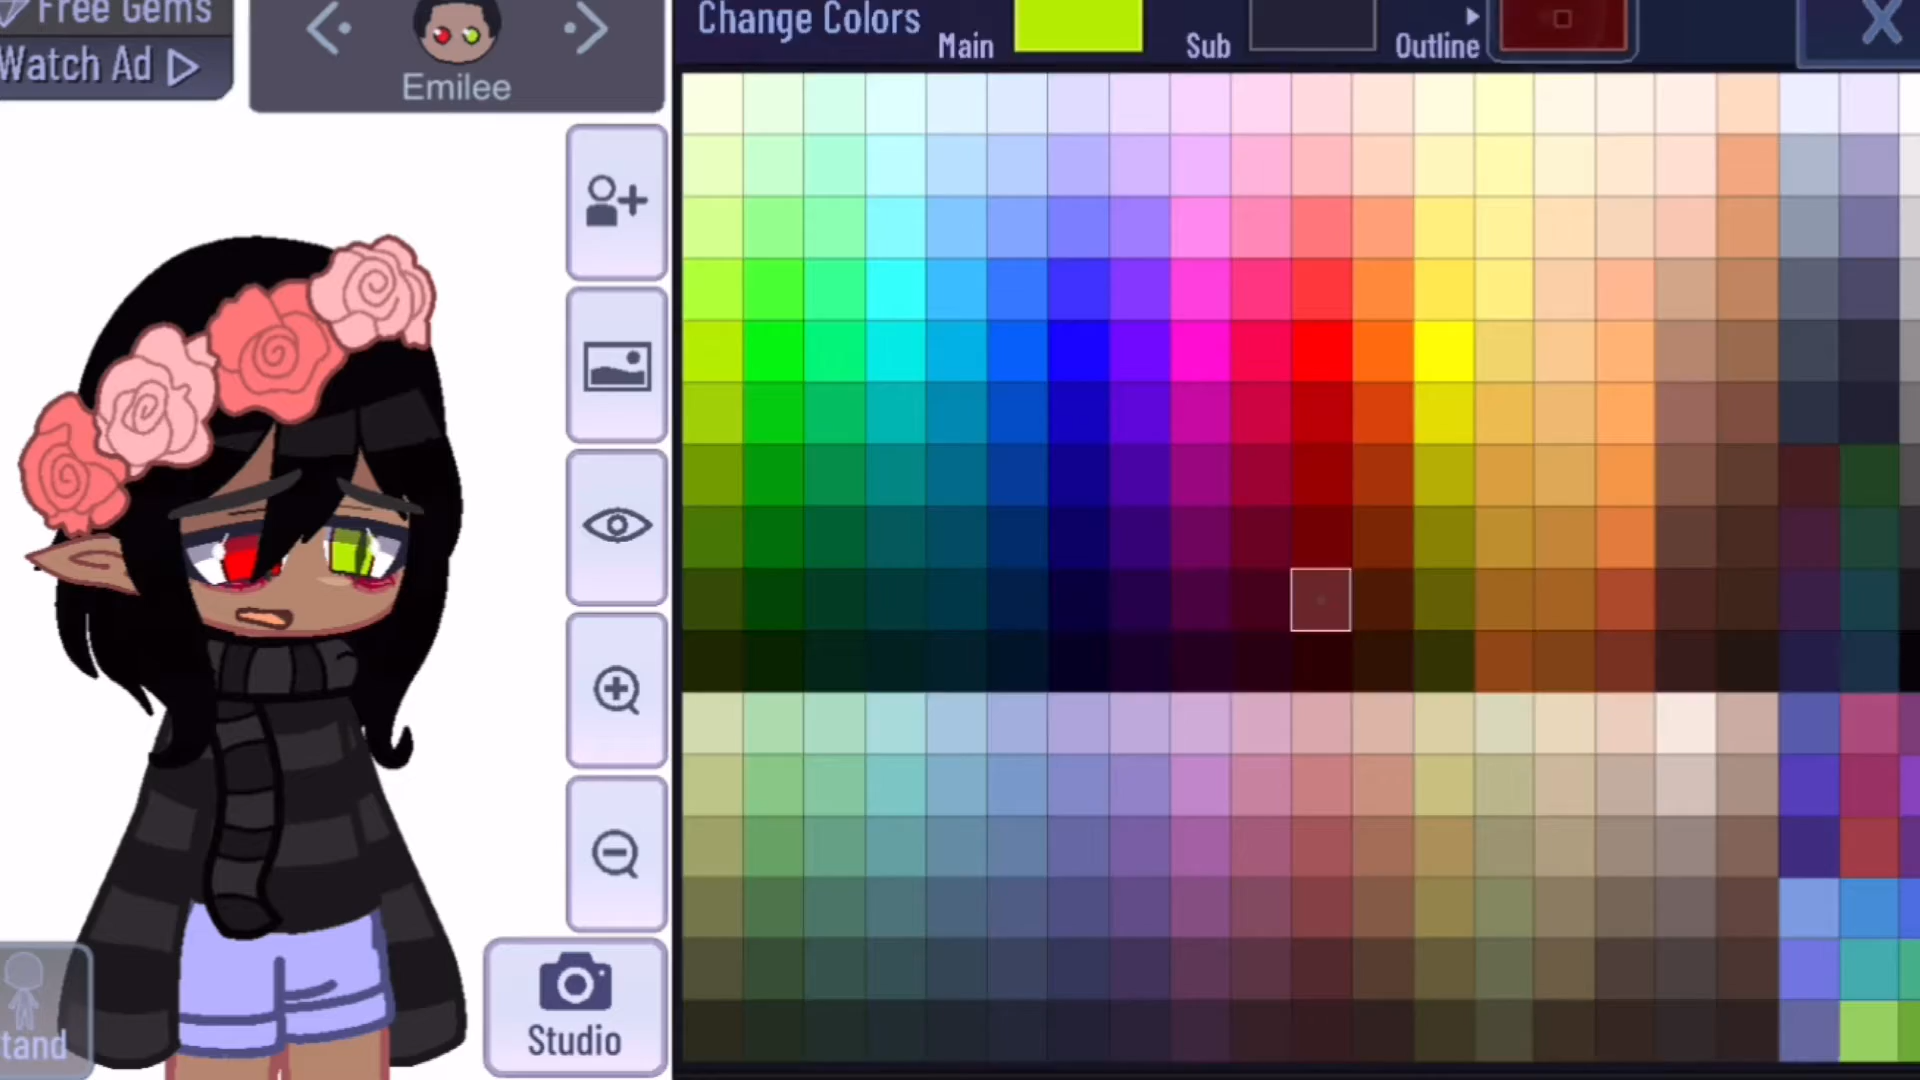 Free Gems
Watch Ad
Emilee
Change Colors
Main
Sub
Outline
X
Studio
tand